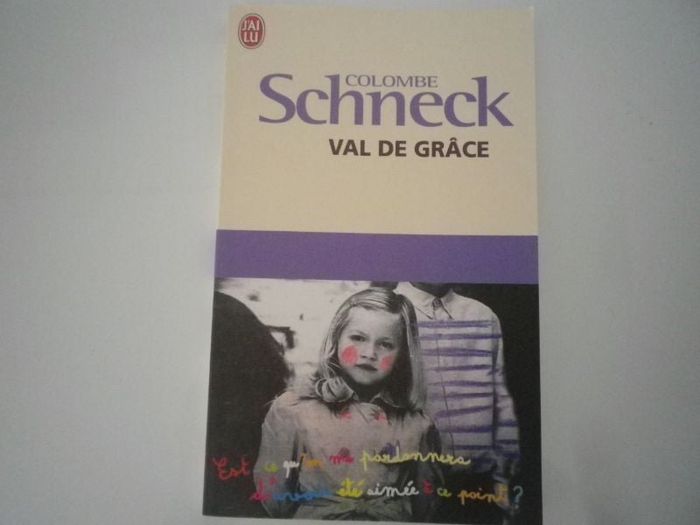 J'AI
LU
COLOMBE
Schneck
VAL DE GRÂCE
Est ce qu'on me pardonnera
d'avoir été aimée à ce point ?